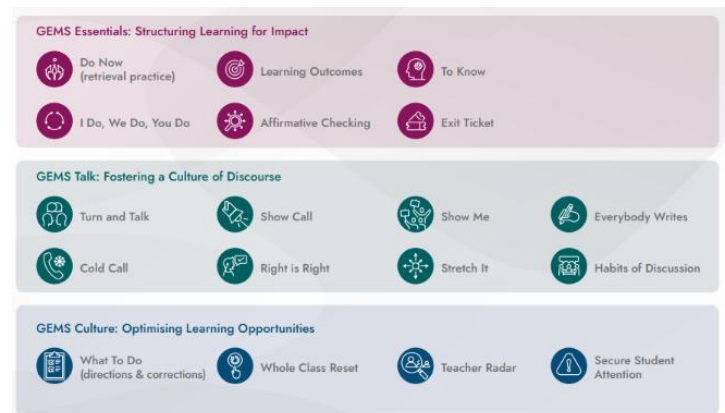 GEMS Essentials: Structuring Learning for Impact
Do Now
(retrieval practice)
Learning Outcomes
To Know
I Do, We Do, You Do
Affirmative Checking
Exit Ticket
GEMS Talk: Fostering a Culture of Discourse
Turn and Talk
Show Call
Show Me
Everybody Writes
Cold Call
Right is Right
Stretch It
Habits of Discussion
GEMS Culture: Optimising Learning Opportunities
What To Do
(directions & corrections)
Whole Class Reset
Teacher Radar
Secure Student
Attention